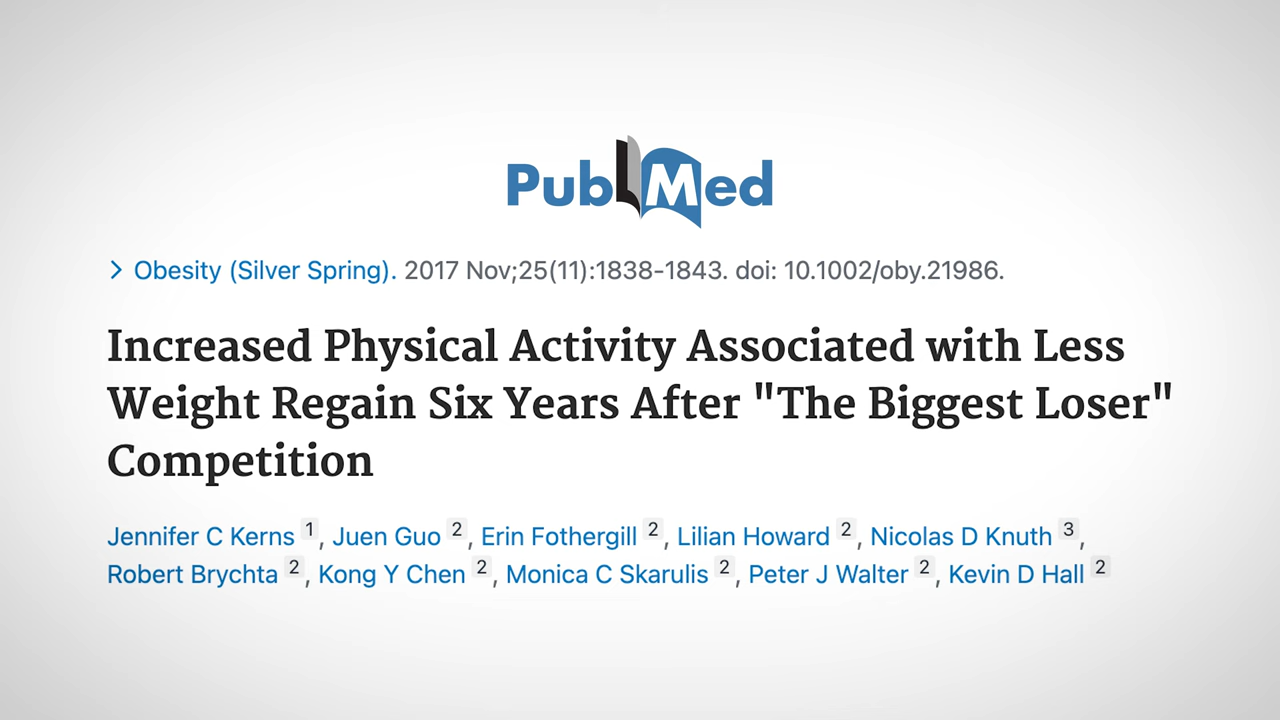 PubMed
> Obesity (Silver Spring). 2017 Nov;25(11):1838-1843. doi: 10.1002/oby.21986.
Increased Physical Activity Associated with Less
Weight Regain Six Years After "The Biggest Loser"
Competition
Jennifer C Kerns 1, Juen Guo 2, Erin Fothergill 2, Lilian Howard 2, Nicolas D Knuth 3,
Robert Brychta 2, Kong Y Chen 2, Monica C Skarulis 2, Peter J Walter 2, Kevin D Hall 2